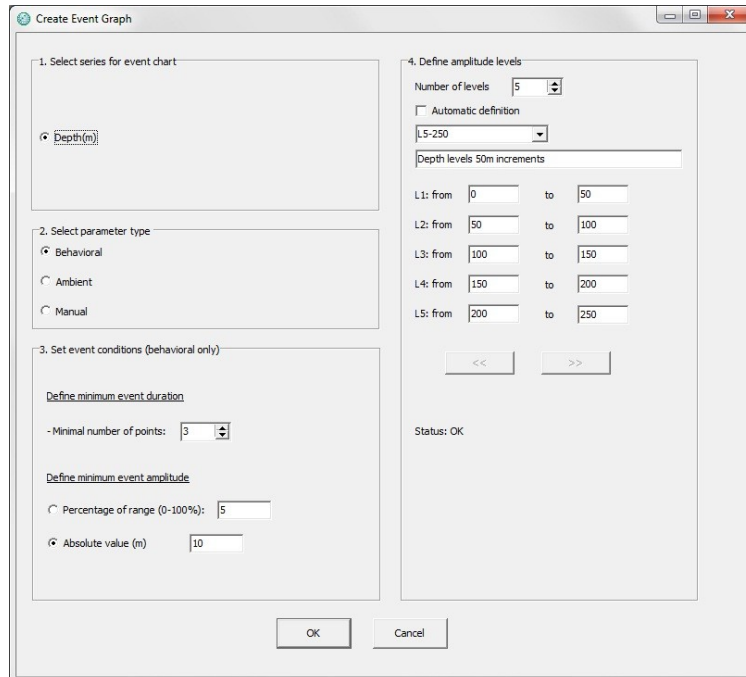 Create Event Graph
1. Select series for event chart
Depth(m)
2. Select parameter type
Behavioral
Ambient
Manual
3. Set event conditions (behavioral only)
Define minimum event duration
- Minimal number of points: 3
Define minimum event amplitude
Percentage of range (0-100%): 5
Absolute value (m) 10
4. Define amplitude levels
Number of levels 5
Automatic definition
L5-250
Depth levels 50m increments
L1: from 0 to 50
L2: from 50 to 100
L3: from 100 to 150
L4: from 150 to 200
L5: from 200 to 250
<< >>
Status: OK
OK Cancel